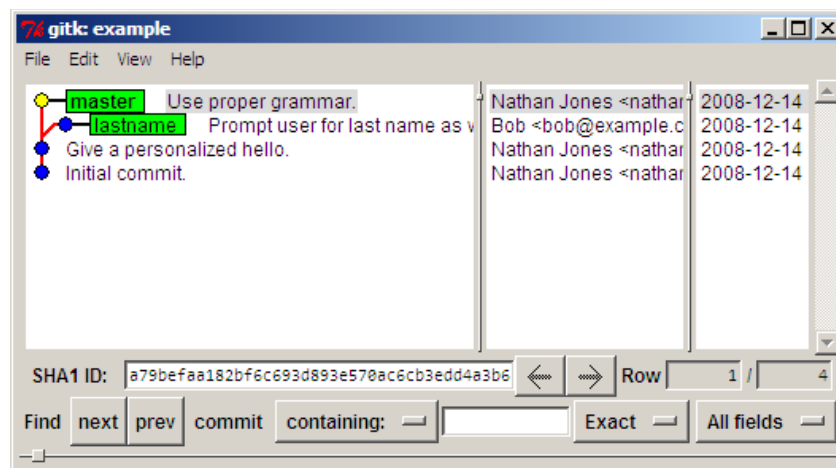 gitk: example
File Edit View Help
master Use proper grammar. Nathan Jones <nathar 2008-12-14
lastname Prompt user for last name as w Bob <bob@example.c 2008-12-14
Give a personalized hello. Nathan Jones <nathar 2008-12-14
Initial commit. Nathan Jones <nathar 2008-12-14
SHA1 ID: a79befaa182bf6c693d893e570ac6cb3edd4a3b6 Row 1 / 4
Find next prev commit containing: Exact All fields